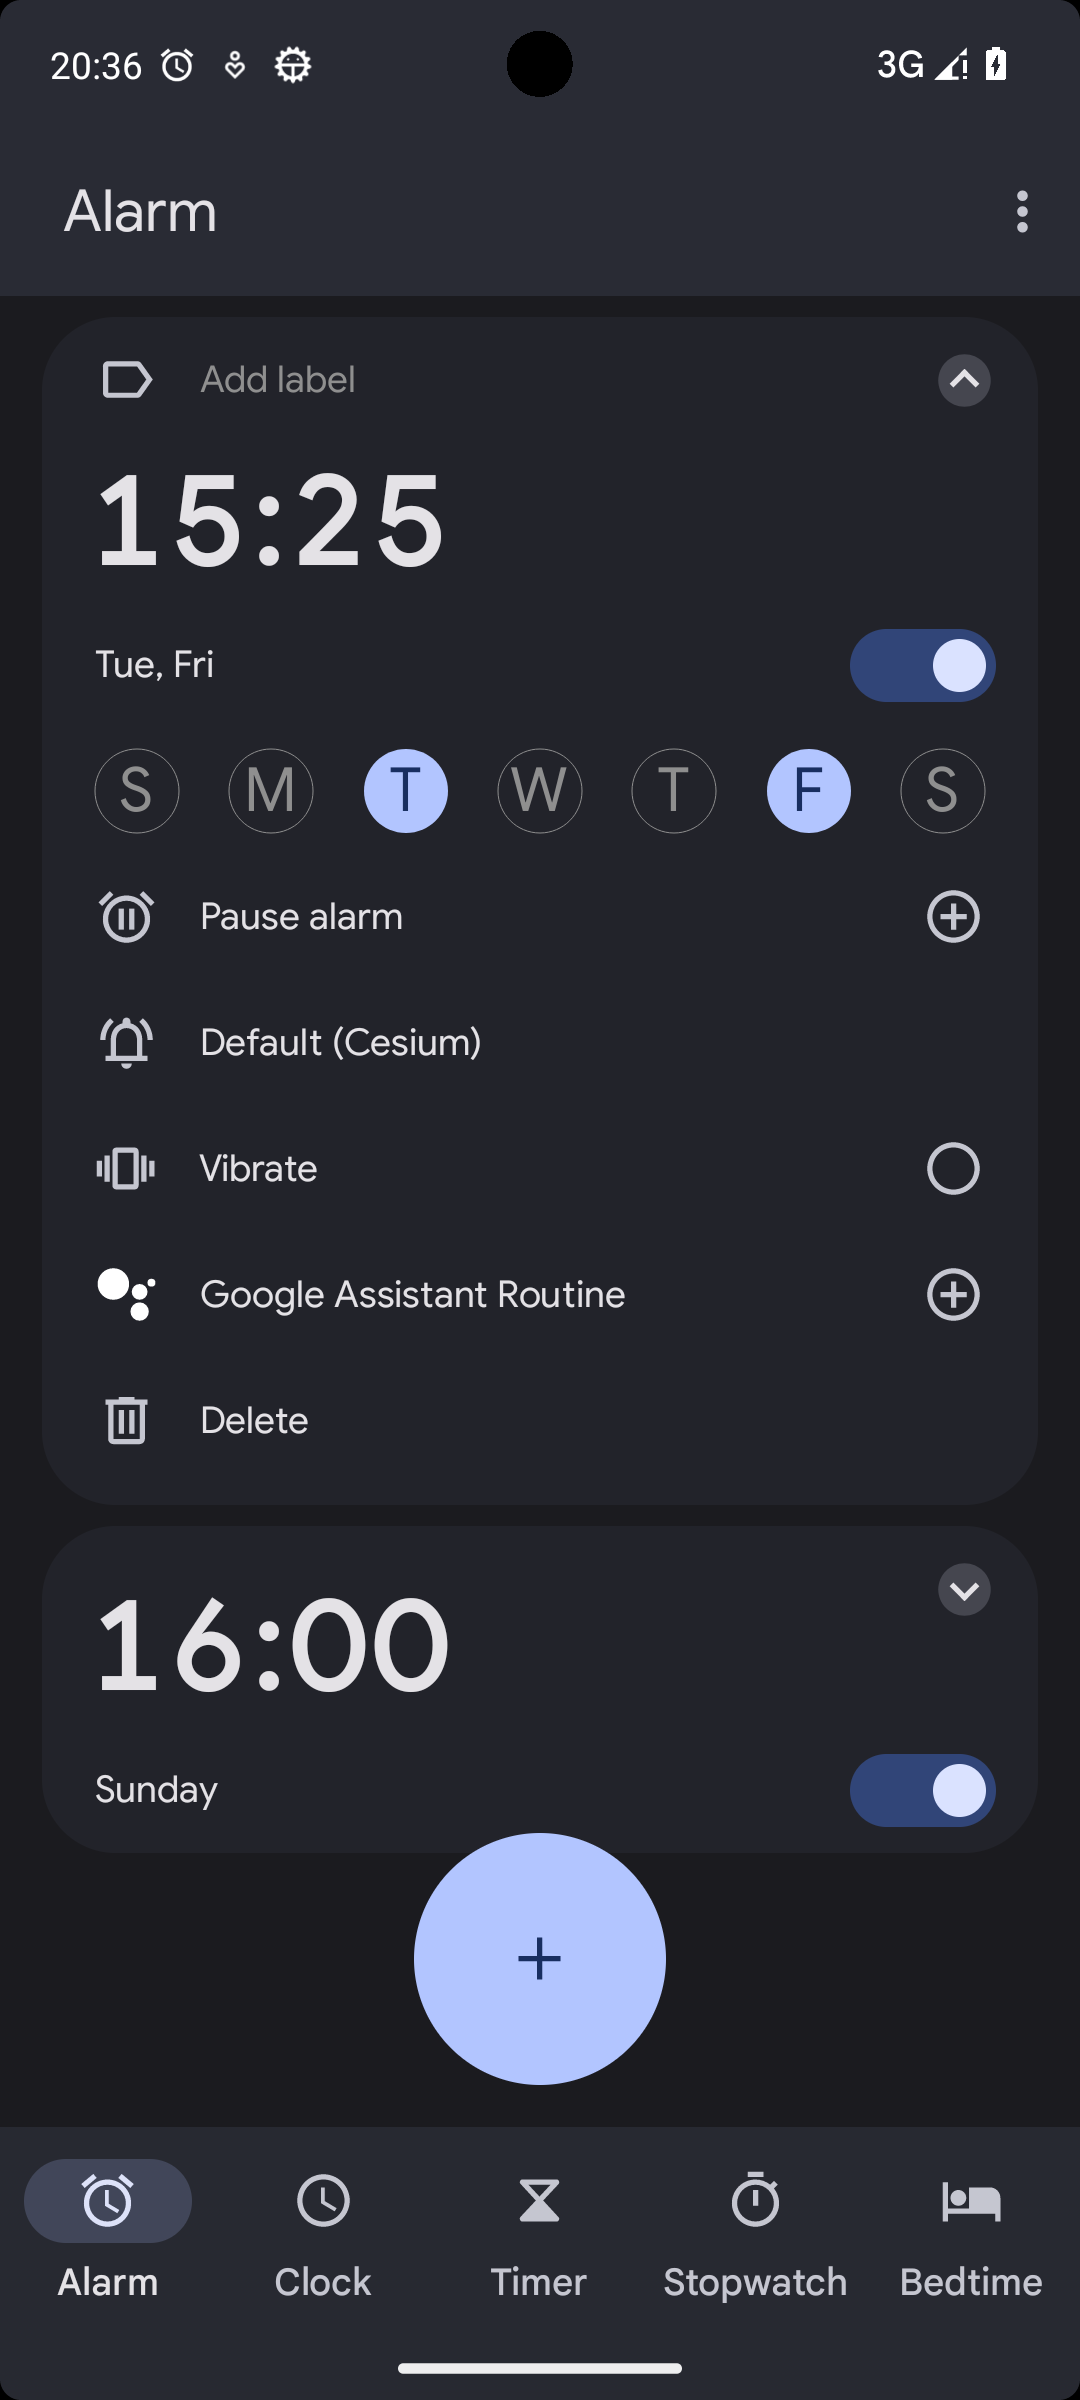 20:36
3G
Alarm
Add label
15:25
Tue, Fri
S M T W T F S
Pause alarm
Default (Cesium)
Vibrate
Google Assistant Routine
Delete
16:00
Sunday
Alarm Clock Timer Stopwatch Bedtime